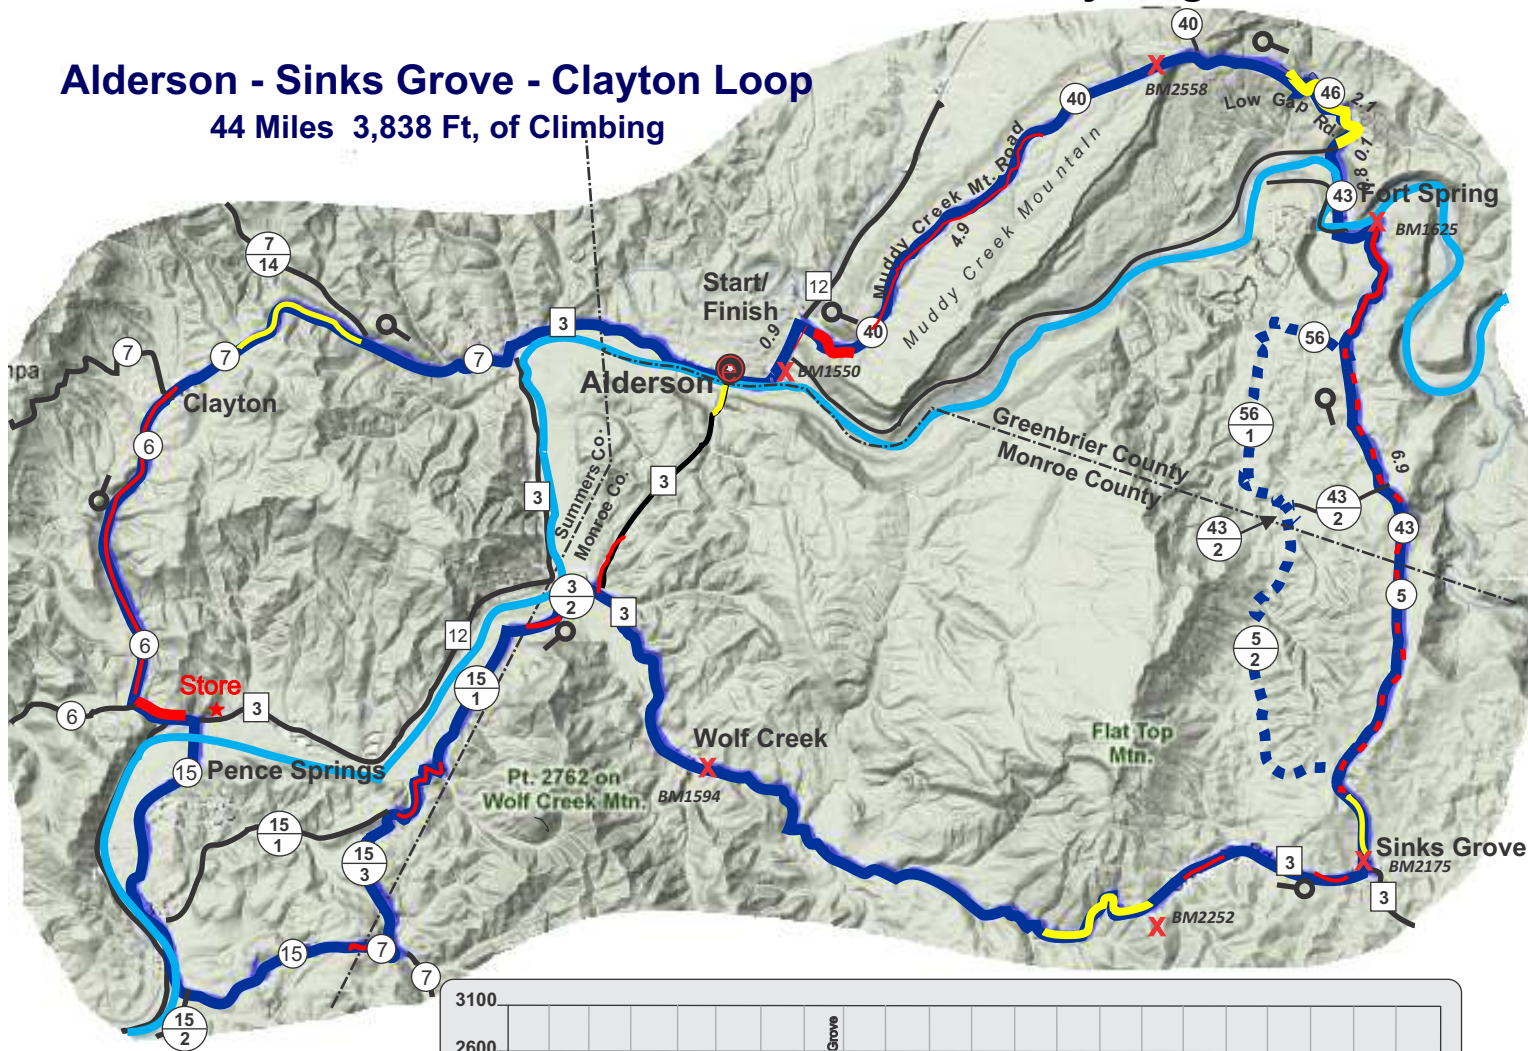 Alderson - Sinks Grove - Clayton Loop
44 Miles 3,838 Ft, of Climbing
40
BM2558
40
46
2.1
Low Gap Rd.
0.1
0.8
43
Fort Spring
BM1625
Muddy Creek Mt. Road
4.9
Muddy Creek Mountain
7
14
Start/
Finish
12
0.9
40
3
7
7
7
BM1550
Alderson
56
Clayton
6
56
1
Greenbrier County
Monroe County
6.9
3
3
Summers Co.
Monroe Co.
43
2
43
2
43
3
2
3
5
12
6
5
2
15
1
Store
6
3
Wolf Creek
Flat Top
Mtn.
15
Pence Springs
Pt. 2762 on
Wolf Creek Mtn.
BM1594
15
1
15
3
3
Sinks Grove
BM2175
3
BM2252
15
7
7
15
2
3100
2600
Grove